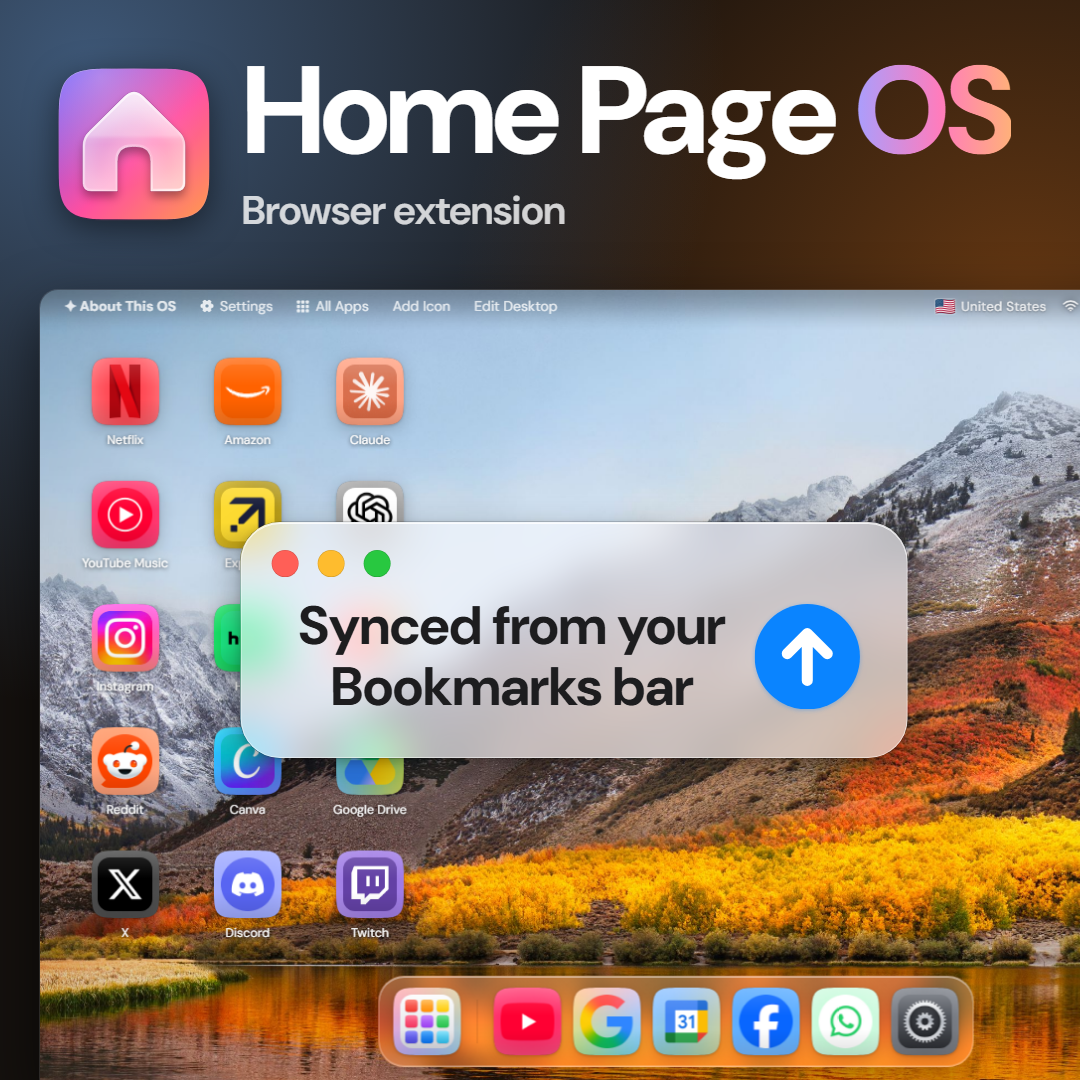 Home Page OS
Browser extension
About This OS Settings All Apps Add Icon Edit Desktop United States
Netflix Amazon Claude
YouTube Music
Instagram
Reddit Canva Google Drive
X Discord Twitch
Synced from your
Bookmarks bar
31